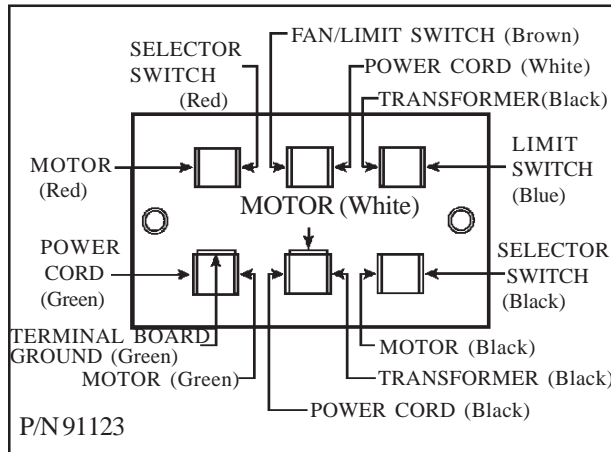 FAN/LIMIT SWITCH (Brown)
SELECTOR
SWITCH
(Red)
POWER CORD (White)
TRANSFORMER(Black)
MOTOR
(Red)
LIMIT
SWITCH
(Blue)
MOTOR (White)
POWER
CORD
(Green)
SELECTOR
SWITCH
(Black)
TERMINAL BOARD
GROUND (Green)
MOTOR (Black)
MOTOR (Green)
TRANSFORMER (Black)
POWER CORD (Black)
P/N 91123